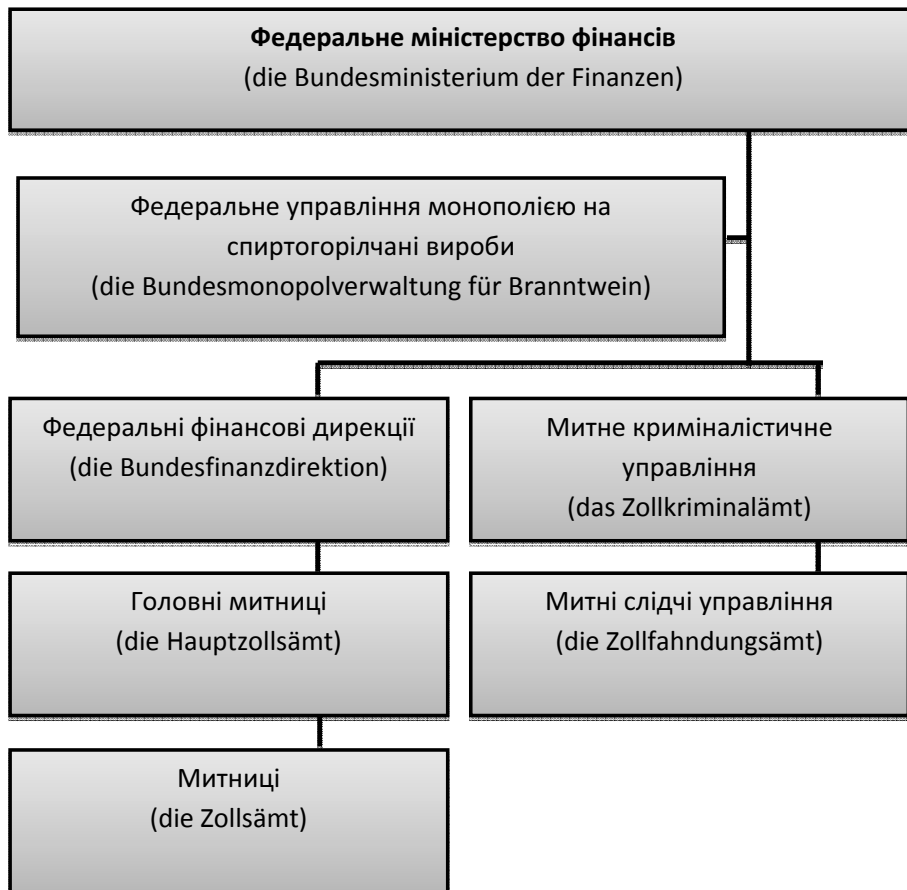 Федеральне міністерство фінансів
(die Bundesministerium der Finanzen)
Федеральне управління монополією на
спиртогорілчані вироби
(die Bundesmonopolverwaltung für Branntwein)
Федеральні фінансові дирекції
(die Bundesfinanzdirektion)
Митне криміналістичне
управління
(das Zollkriminalämt)
Головні митниці
(die Hauptzollsämt)
Митні слідчі управління
(die Zollfahndungsämt)
Митниці
(die Zollsämt)